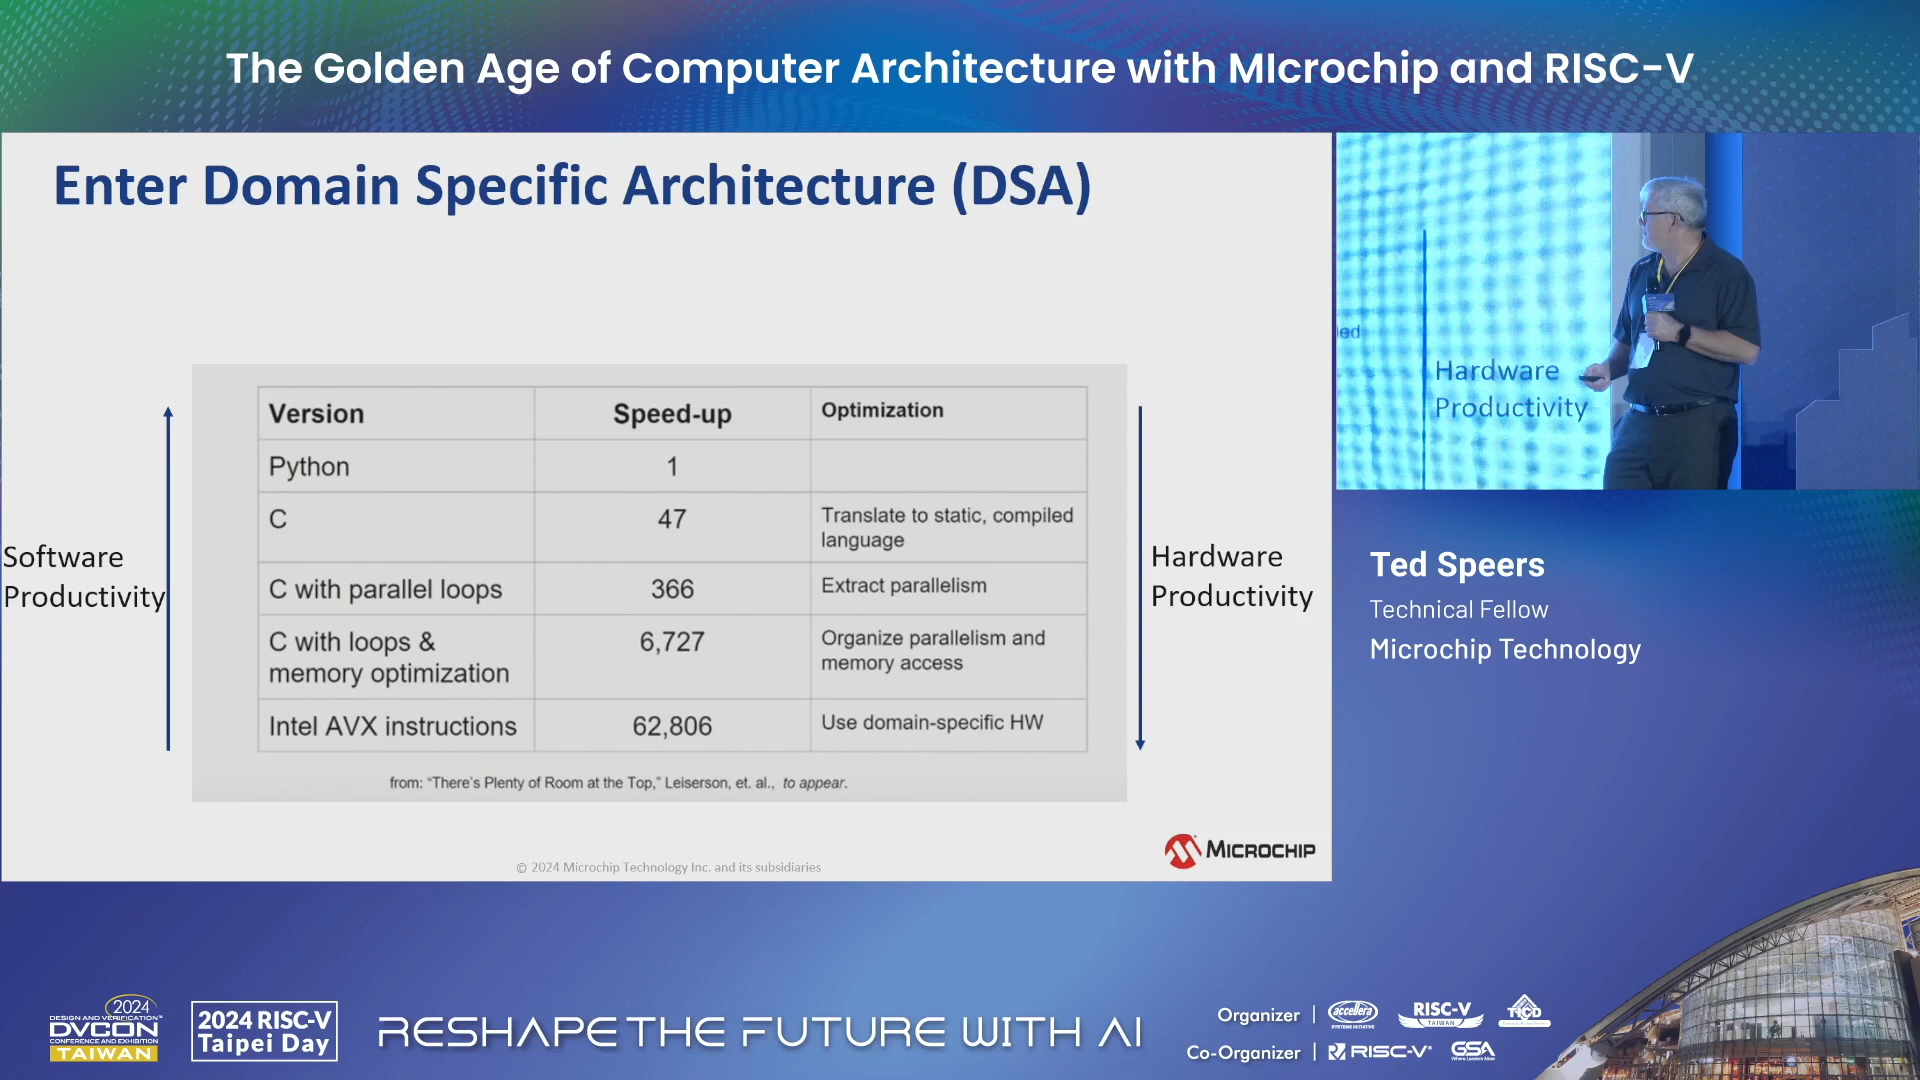 The Golden Age of Computer Architecture with MIcrochip and RISC-V
Enter Domain Specific Architecture (DSA)
Software
Productivity
Version Speed-up Optimization
Python 1
C 47 Translate to static, compiled
language
C with parallel loops 366 Extract parallelism
C with loops & 6,727 Organize parallelism and
memory optimization memory access
Intel AVX instructions 62,806 Use domain-specific HW
from: “There’s Plenty of Room at the Top,” Leiserson, et. al., to appear.
Hardware
Productivity
© 2024 Microchip Technology Inc. and its subsidiaries
MICROCHIP
Hardware
Productivity
Ted Speers
Technical Fellow
Microchip Technology
2024
DESIGN AND VERIFICATION™
DVCON
CONFERENCE AND EXHIBITION
TAIWAN
2024 RISC-V
Taipei Day
RESHAPE THE FUTURE WITH AI
Organizer | accellera
SYSTEMS INITIATIVE
RISC-V
TAIWAN
Co-Organizer | RISC-V®
GSA